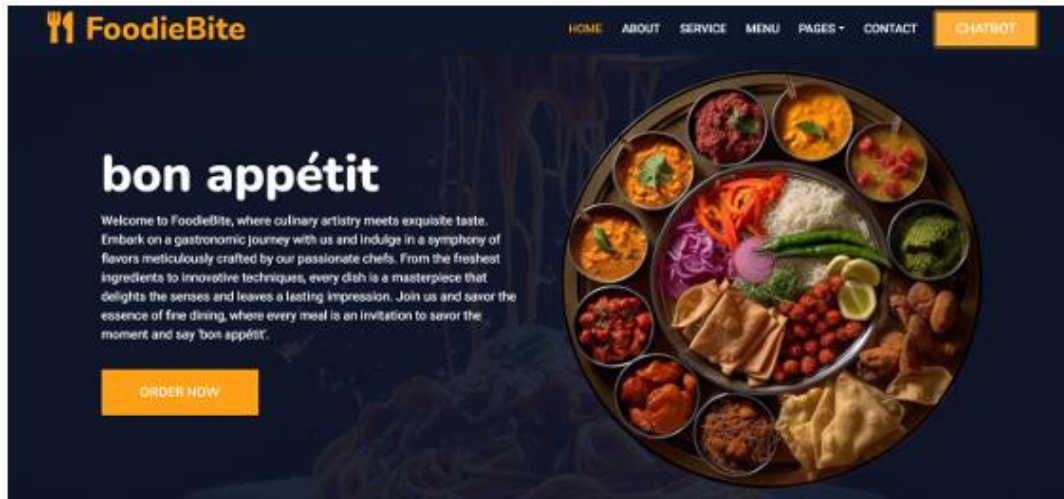 FoodieBite
HOME ABOUT SERVICE MENU PAGES CONTACT CHATBOT
bon appétit
Welcome to FoodieBite, where culinary artistry meets exquisite taste.
Embark on a gastronomic journey with us and indulge in a symphony of
flavors meticulously crafted by our passionate chefs. From the freshest
ingredients to innovative techniques, every dish is a masterpiece that
delights the senses and leaves a lasting impression. Join us and savor the
essence of fine dining, where every meal is an invitation to savor the
moment and say 'bon appétit'.
ORDER NOW